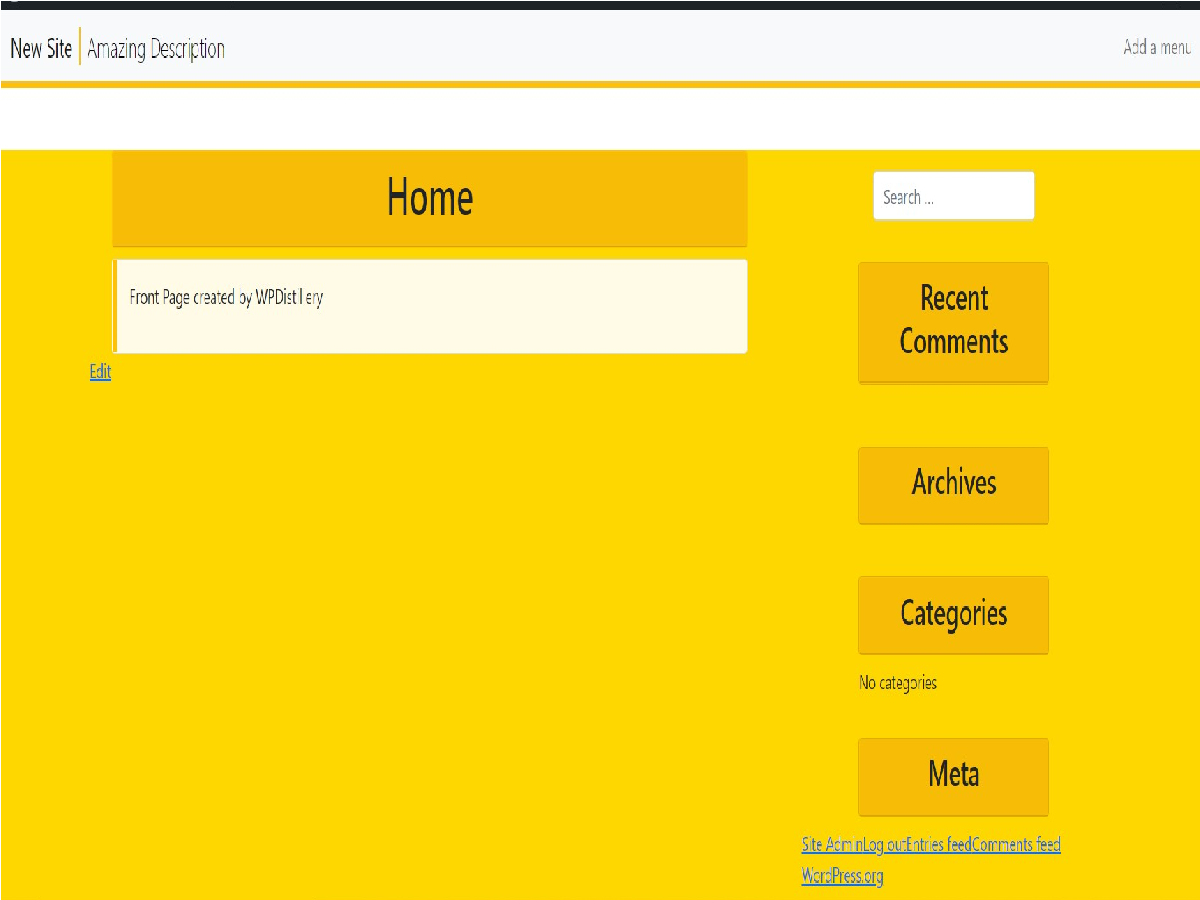 New Site Amazing Description
Add a menu
Home
Front Page created by WPDistillery
Edit
Search ...
Recent
Comments
Archives
Categories
No categories
Meta
Site AdminLog outEntries feedComments feed
WordPress.org